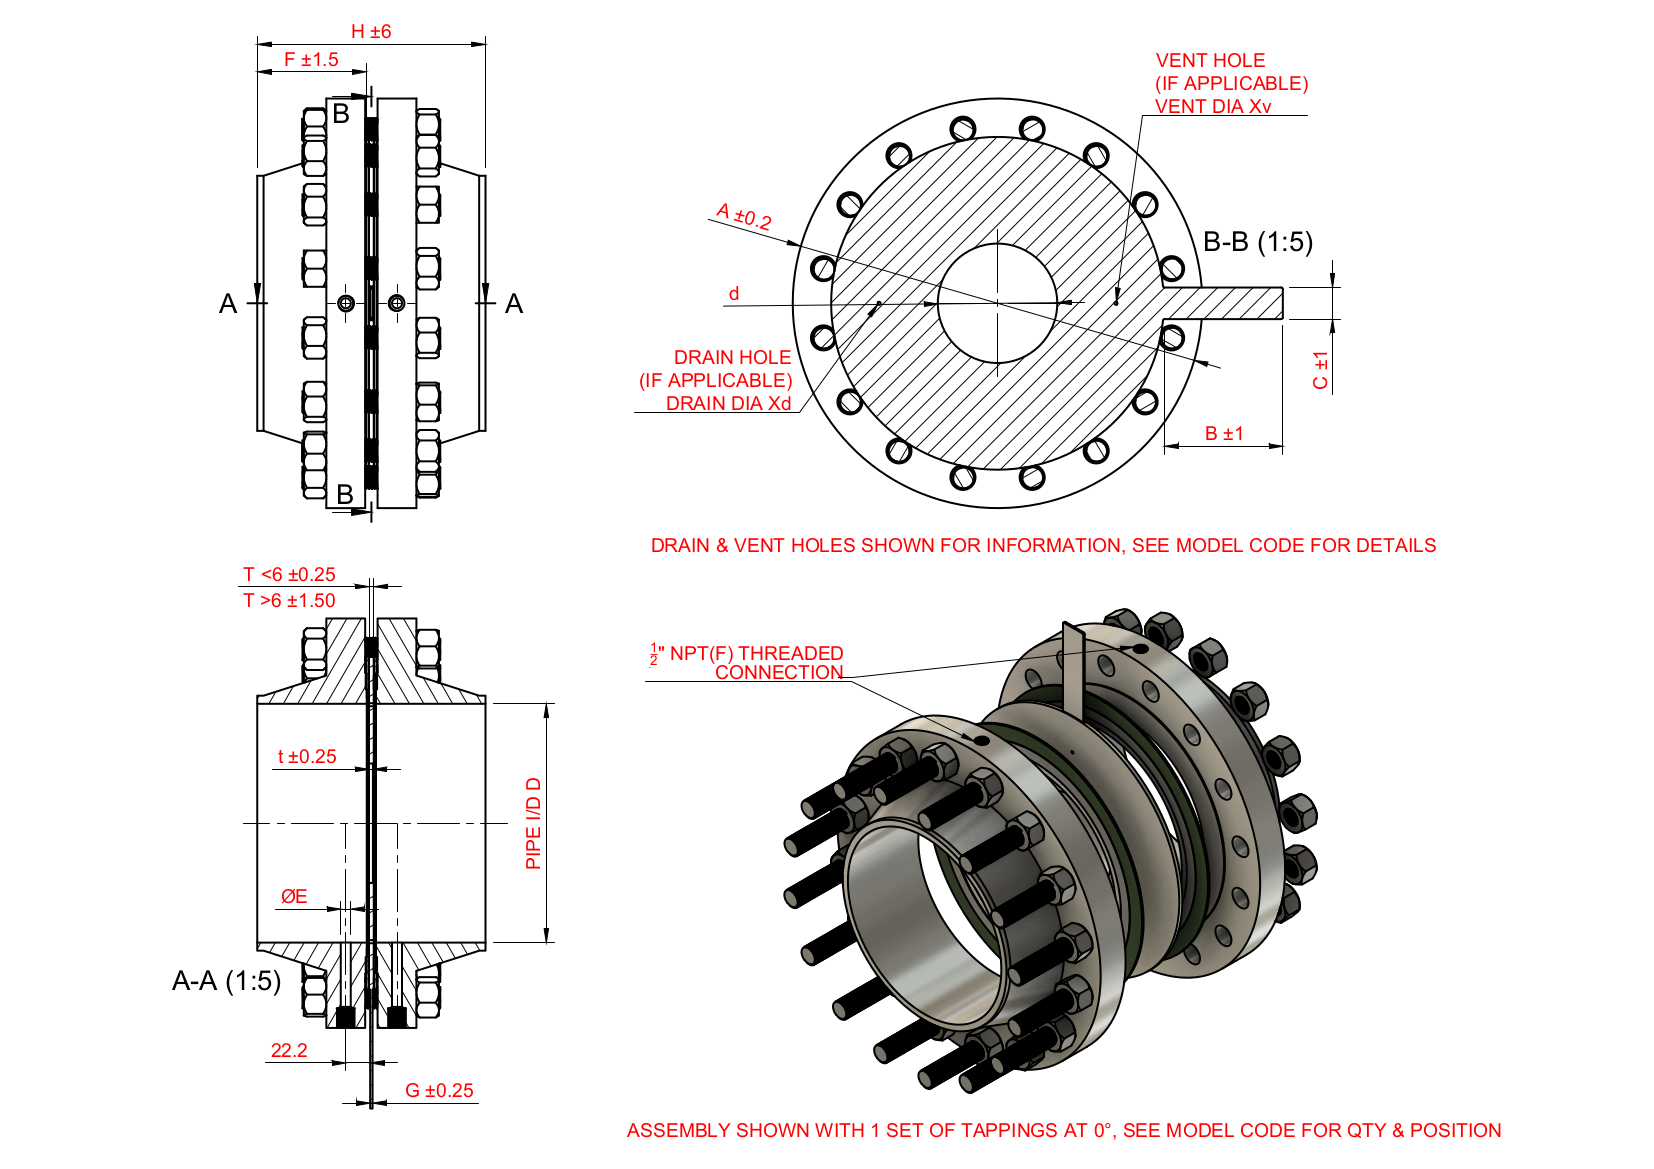 H ±6
F ±1.5
B
A
A
B
VENT HOLE
(IF APPLICABLE)
VENT DIA Xv
A ±0.2
B-B (1:5)
d
DRAIN HOLE
(IF APPLICABLE)
DRAIN DIA Xd
C ±1
B ±1
DRAIN & VENT HOLES SHOWN FOR INFORMATION, SEE MODEL CODE FOR DETAILS
T <6 ±0.25
T >6 ±1.50
t ±0.25
PIPE I/D D
ØE
A-A (1:5)
22.2
G ±0.25
1/2" NPT(F) THREADED
CONNECTION
ASSEMBLY SHOWN WITH 1 SET OF TAPPINGS AT 0°, SEE MODEL CODE FOR QTY & POSITION